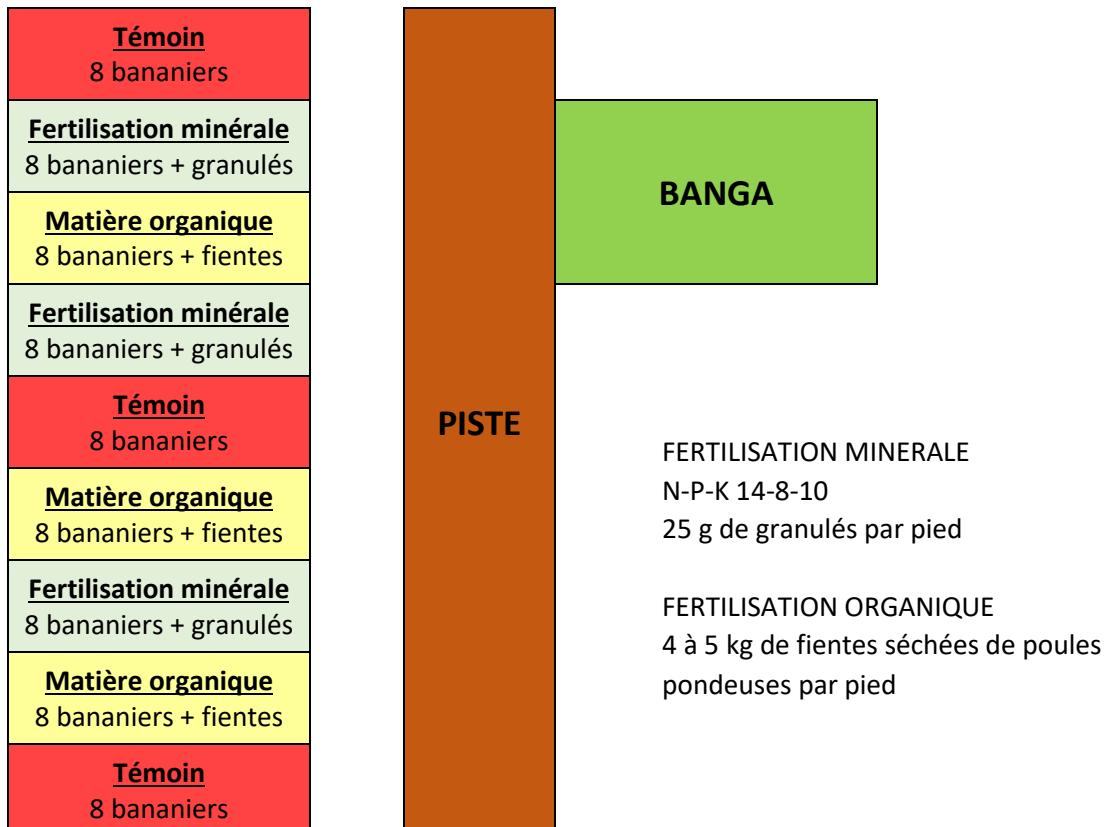 Témoin
8 bananiers
Fertilisation minérale
8 bananiers + granulés
Matière organique
8 bananiers + fientes
Fertilisation minérale
8 bananiers + granulés
Témoin
8 bananiers
Matière organique
8 bananiers + fientes
Fertilisation minérale
8 bananiers + granulés
Matière organique
8 bananiers + fientes
Témoin
8 bananiers
PISTE
BANGA
FERTILISATION MINERALE
N-P-K 14-8-10
25 g de granulés par pied
FERTILISATION ORGANIQUE
4 à 5 kg de fientes séchées de poules
pondeuses par pied